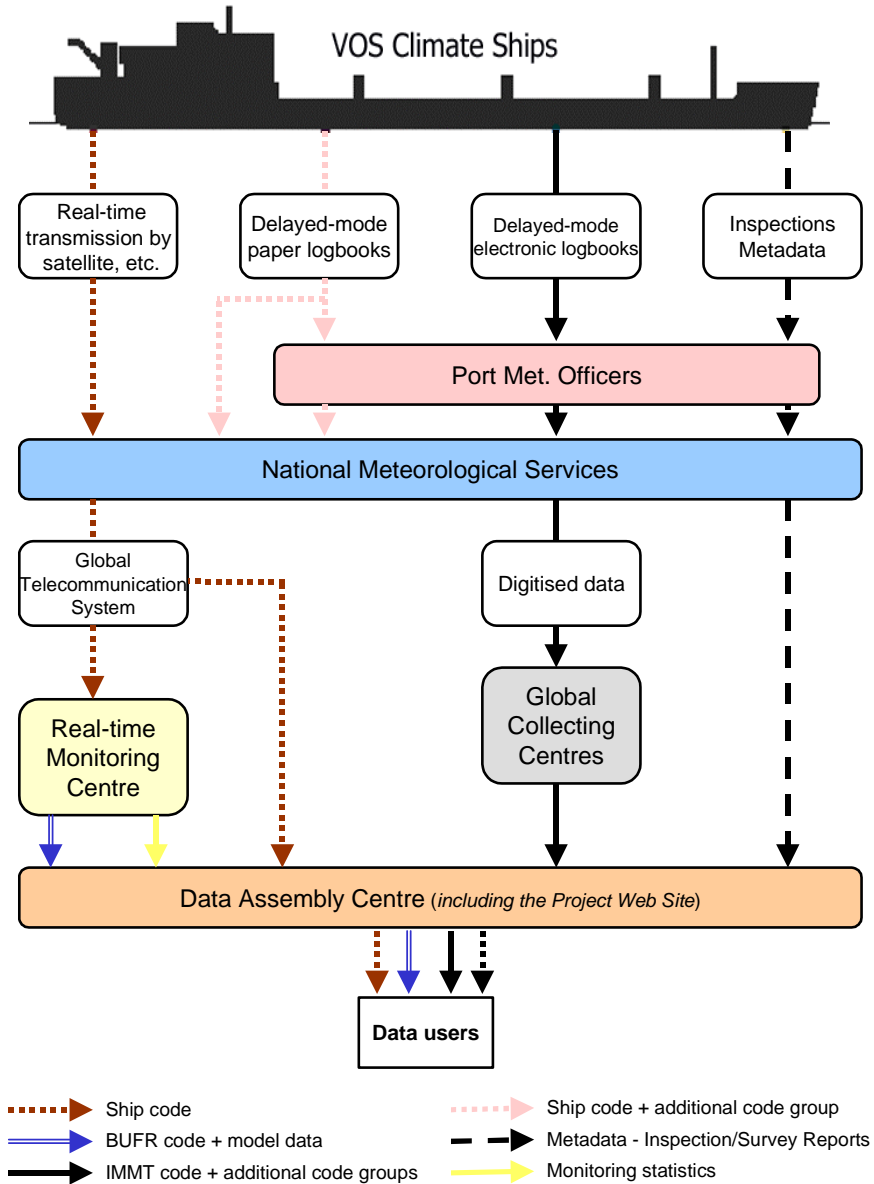 VOS Climate Ships
Real-time
transmission by
satellite, etc.
Delayed-mode
paper logbooks
Delayed-mode
electronic logbooks
Inspections
Metadata
Port Met. Officers
National Meteorological Services
Global
Telecommunication
System
Digitised data
Real-time
Monitoring
Centre
Global
Collecting
Centres
Data Assembly Centre (including the Project Web Site)
Data users
Ship code
BUFR code + model data
IMMT code + additional code groups
Ship code + additional code group
Metadata - Inspection/Survey Reports
Monitoring statistics